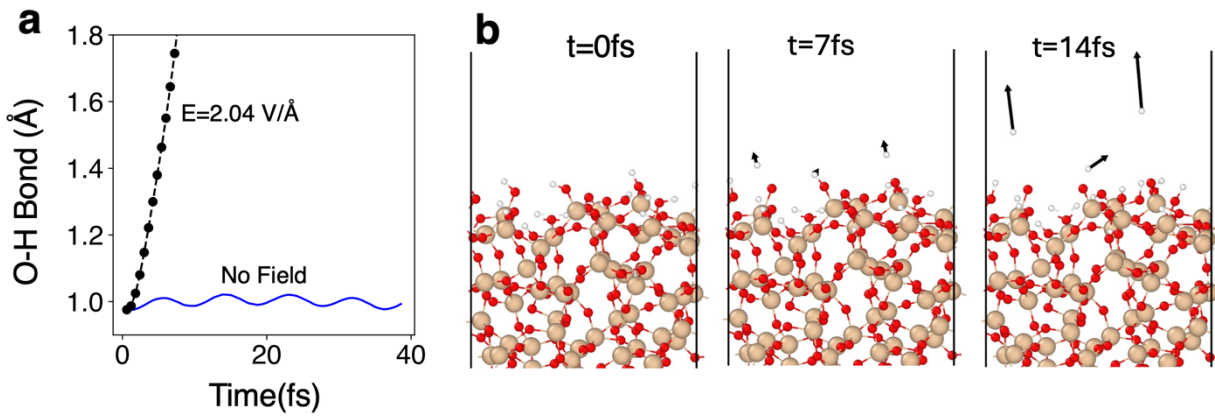 a
1.8
1.6
1.4
1.2
1.0
O-H Bond (Å)
E=2.04 V/Å
No Field
0
20
40
Time(fs)
b
t=0fs
t=7fs
t=14fs